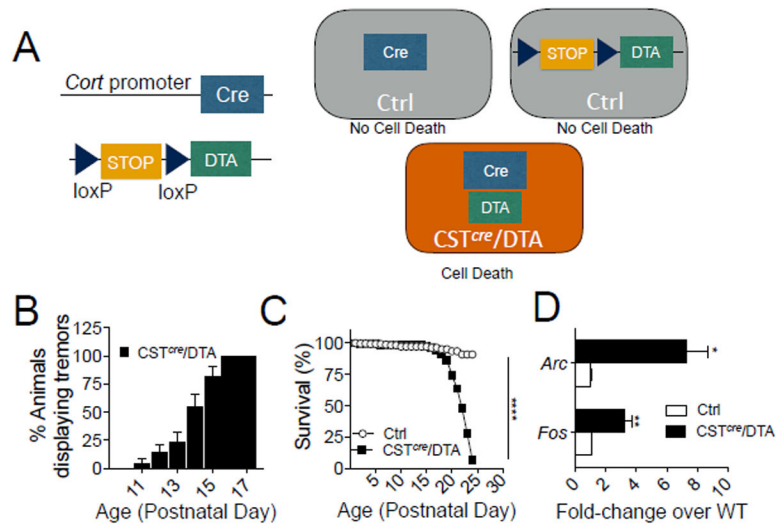 A
Cort promoter
Cre
STOP
DTA
loxP
loxP
Cre
Ctrl
No Cell Death
STOP
DTA
Ctrl
No Cell Death
Cre
DTA
CSTcre/DTA
Cell Death
B
% Animals
displaying tremors
125
100
75
50
25
0
CSTcre/DTA
11
13
15
17
Age (Postnatal Day)
C
Survival (%)
125
100
75
50
25
0
Ctrl
CSTcre/DTA
****
5
10
15
20
25
30
Age (Postnatal Day)
D
Arc
Fos
*
**
Ctrl
CSTcre/DTA
0
2
4
6
8
10
Fold-change over WT